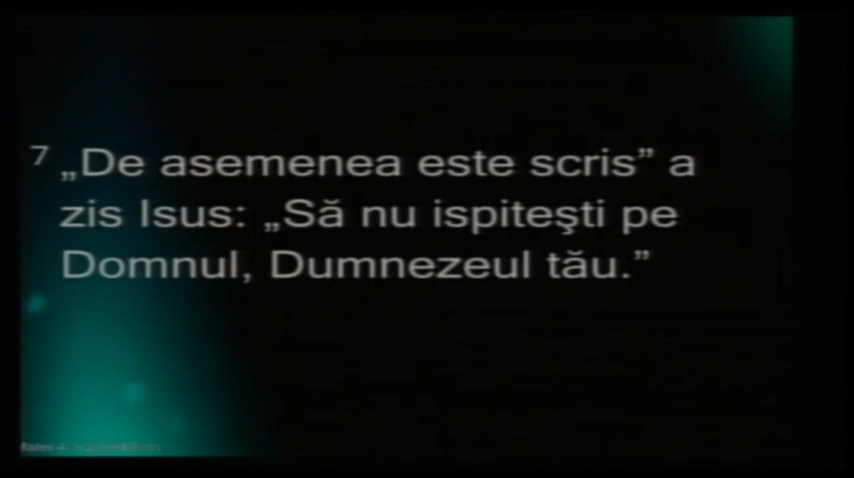 7 „De asemenea este scris” a
zis Isus: „Să nu ispiteşti pe
Domnul, Dumnezeul tău.”